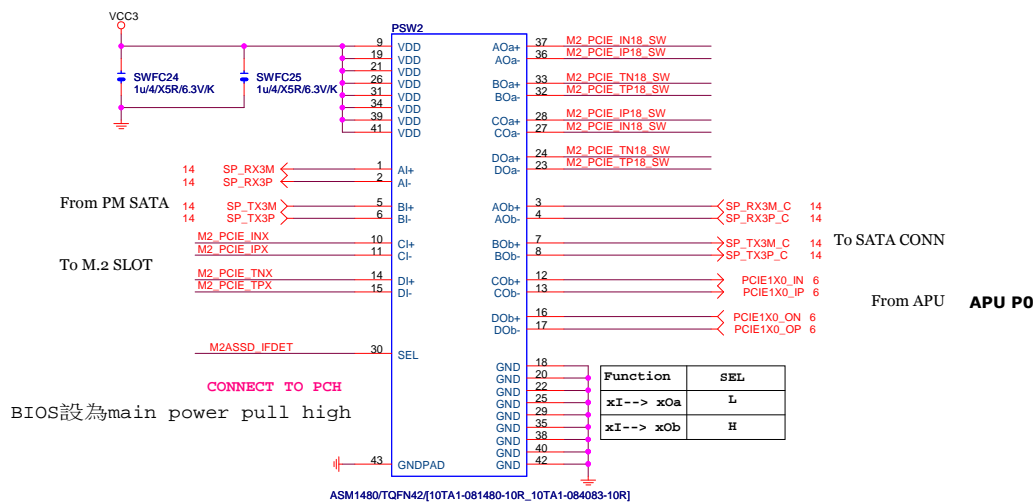 VCC3
PSW2
SWFC24
1u/4/X5R/6.3V/K
SWFC25
1u/4/X5R/6.3V/K
9 VDD
19 VDD
21 VDD
26 VDD
31 VDD
34 VDD
39 VDD
41 VDD
AOa+ 37 M2_PCIE_IN18_SW
AOa- 36 M2_PCIE_IP18_SW
BOa+ 33 M2_PCIE_TN18_SW
BOa- 32 M2_PCIE_TP18_SW
COa+ 28 M2_PCIE_IP18_SW
COa- 27 M2_PCIE_IN18_SW
DOa+ 24 M2_PCIE_TN18_SW
DOa- 23 M2_PCIE_TP18_SW
14 SP_RX3M 1 AI+
14 SP_RX3P 2 AI-
From PM SATA
14 SP_TX3M 5 BI+
14 SP_TX3P 6 BI-
M2_PCIE_INX 10 CI+
M2_PCIE_IPX 11 CI-
To M.2 SLOT
M2_PCIE_TNX 14 DI+
M2_PCIE_TPX 15 DI-
AOb+ 3 SP_RX3M_C 14
AOb- 4 SP_RX3P_C 14
BOb+ 7 SP_TX3M_C 14
BOb- 8 SP_TX3P_C 14
To SATA CONN
COb+ 12 PCIE1X0_IN 6
COb- 13 PCIE1X0_IP 6
From APU APU P0
DOb+ 16 PCIE1X0_ON 6
DOb- 17 PCIE1X0_OP 6
M2ASSD_IFDET 30 SEL
CONNECT TO PCH
BIOS設為main power pull high
GND 18
GND 20
GND 22
GND 25
GND 29
GND 35
GND 38
GND 40
GND 42
Function SEL
xI--> xOa L
xI--> xOb H
43 GNDPAD
ASM1480/TQFN42/[10TA1-081480-10R_10TA1-084083-10R]